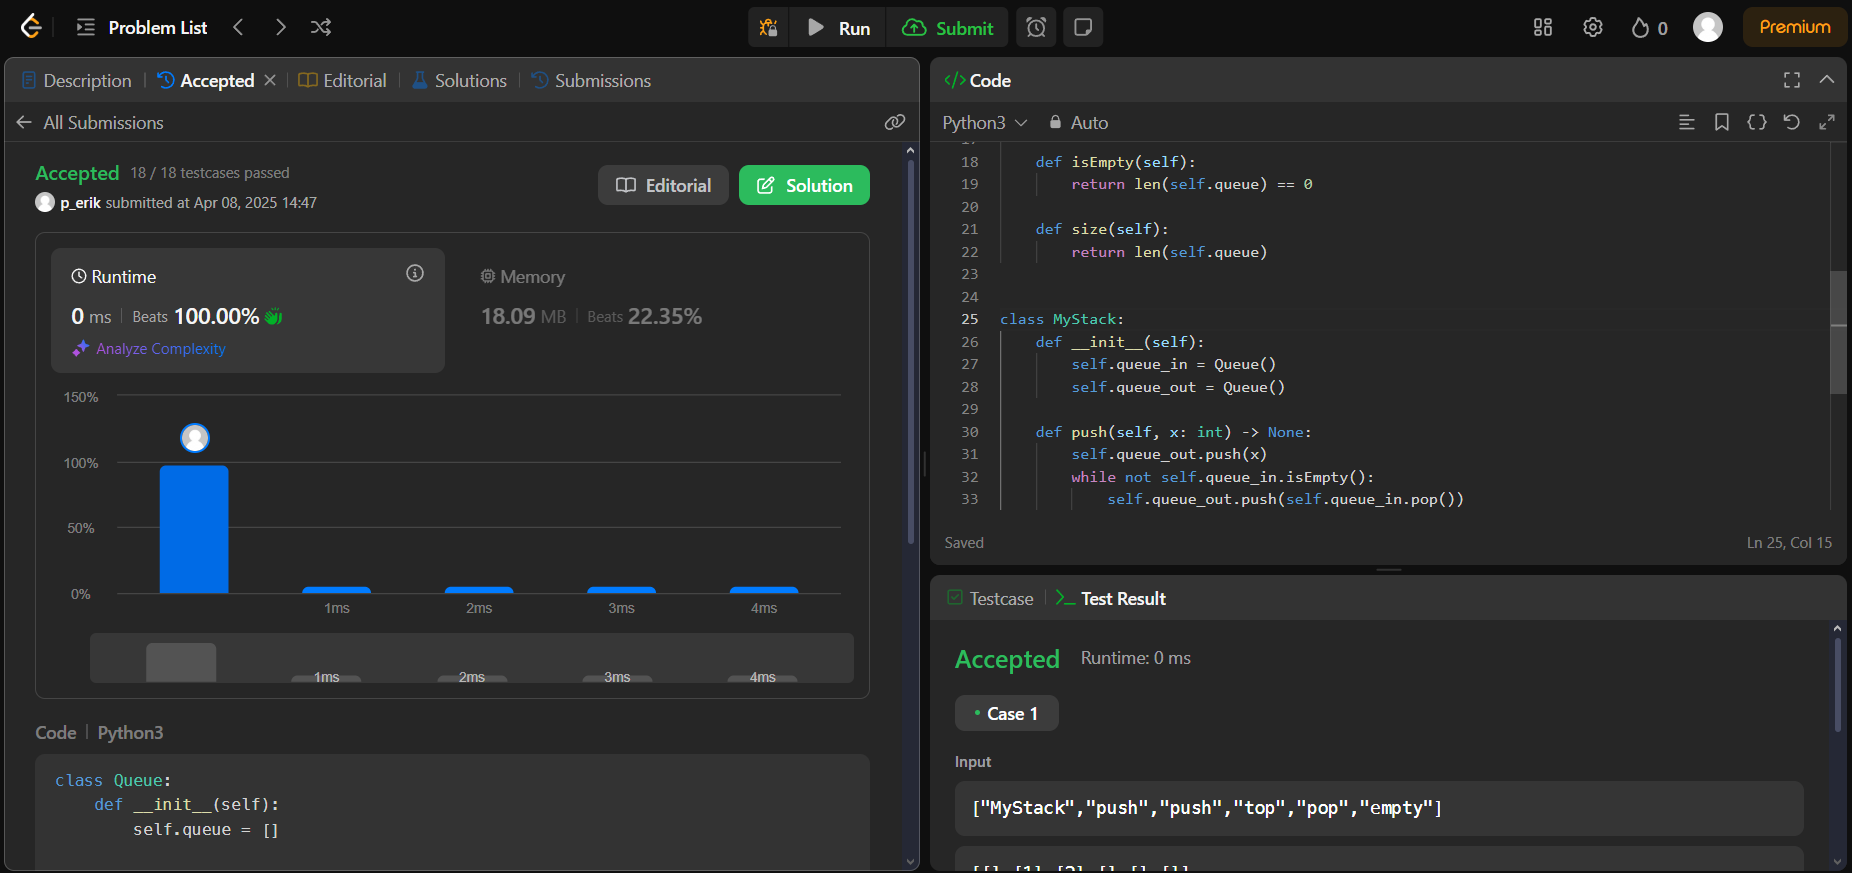 Problem List
Run
Submit
0
Premium
Description
Accepted
Editorial
Solutions
Submissions
All Submissions
Accepted 18 / 18 testcases passed
p_erik submitted at Apr 08, 2025 14:47
Editorial
Solution
Runtime
0 ms | Beats 100.00%
Analyze Complexity
Memory
18.09 MB | Beats 22.35%
150%
100%
50%
0%
1ms 2ms 3ms 4ms
1ms 2ms 3ms 4ms
Code | Python3
class Queue:
    def __init__(self):
        self.queue = []
</> Code
Python3 Auto
17
18     def isEmpty(self):
19         return len(self.queue) == 0
20
21     def size(self):
22         return len(self.queue)
23
24
25 class MyStack:
26     def __init__(self):
27         self.queue_in = Queue()
28         self.queue_out = Queue()
29
30     def push(self, x: int) -> None:
31         self.queue_out.push(x)
32         while not self.queue_in.isEmpty():
33             self.queue_out.push(self.queue_in.pop())
Saved
Ln 25, Col 15
Testcase
Test Result
Accepted Runtime: 0 ms
• Case 1
Input
["MyStack","push","push","top","pop","empty"]
[[],[1],[2],[],[],[]]